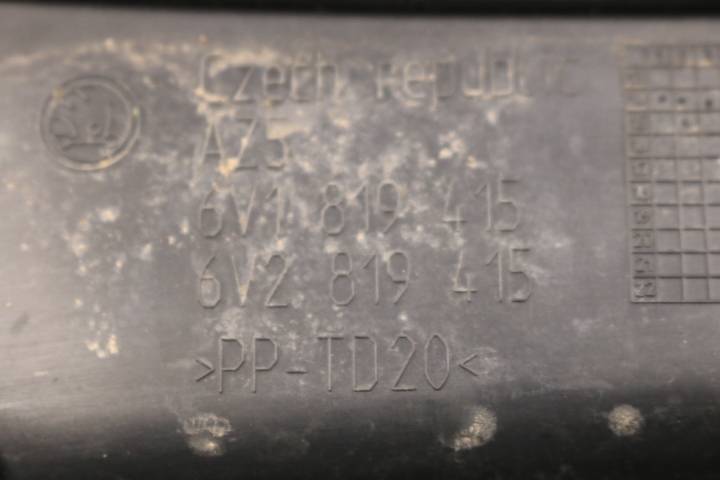 Czech republic
AZ5
6V1 819 415
6V2 819 415
>PP-TD20<